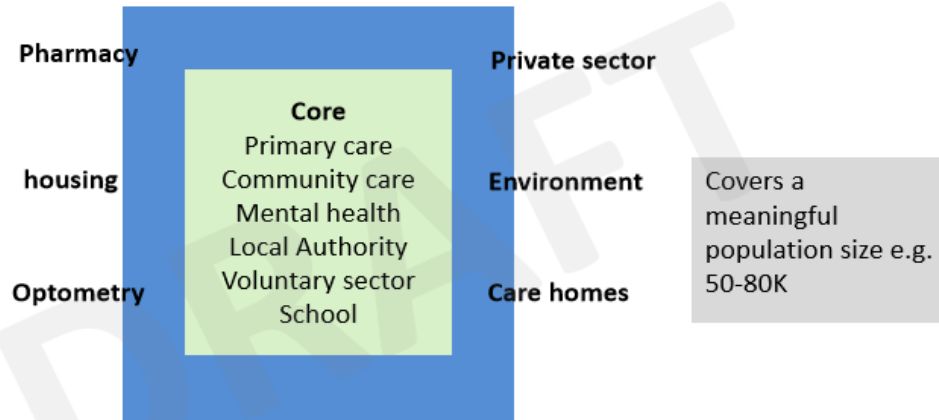 Pharmacy
housing
Optometry
Core
Primary care
Community care
Mental health
Local Authority
Voluntary sector
School
Private sector
Environment
Care homes
Covers a
meaningful
population size e.g.
50-80K
DRAFT